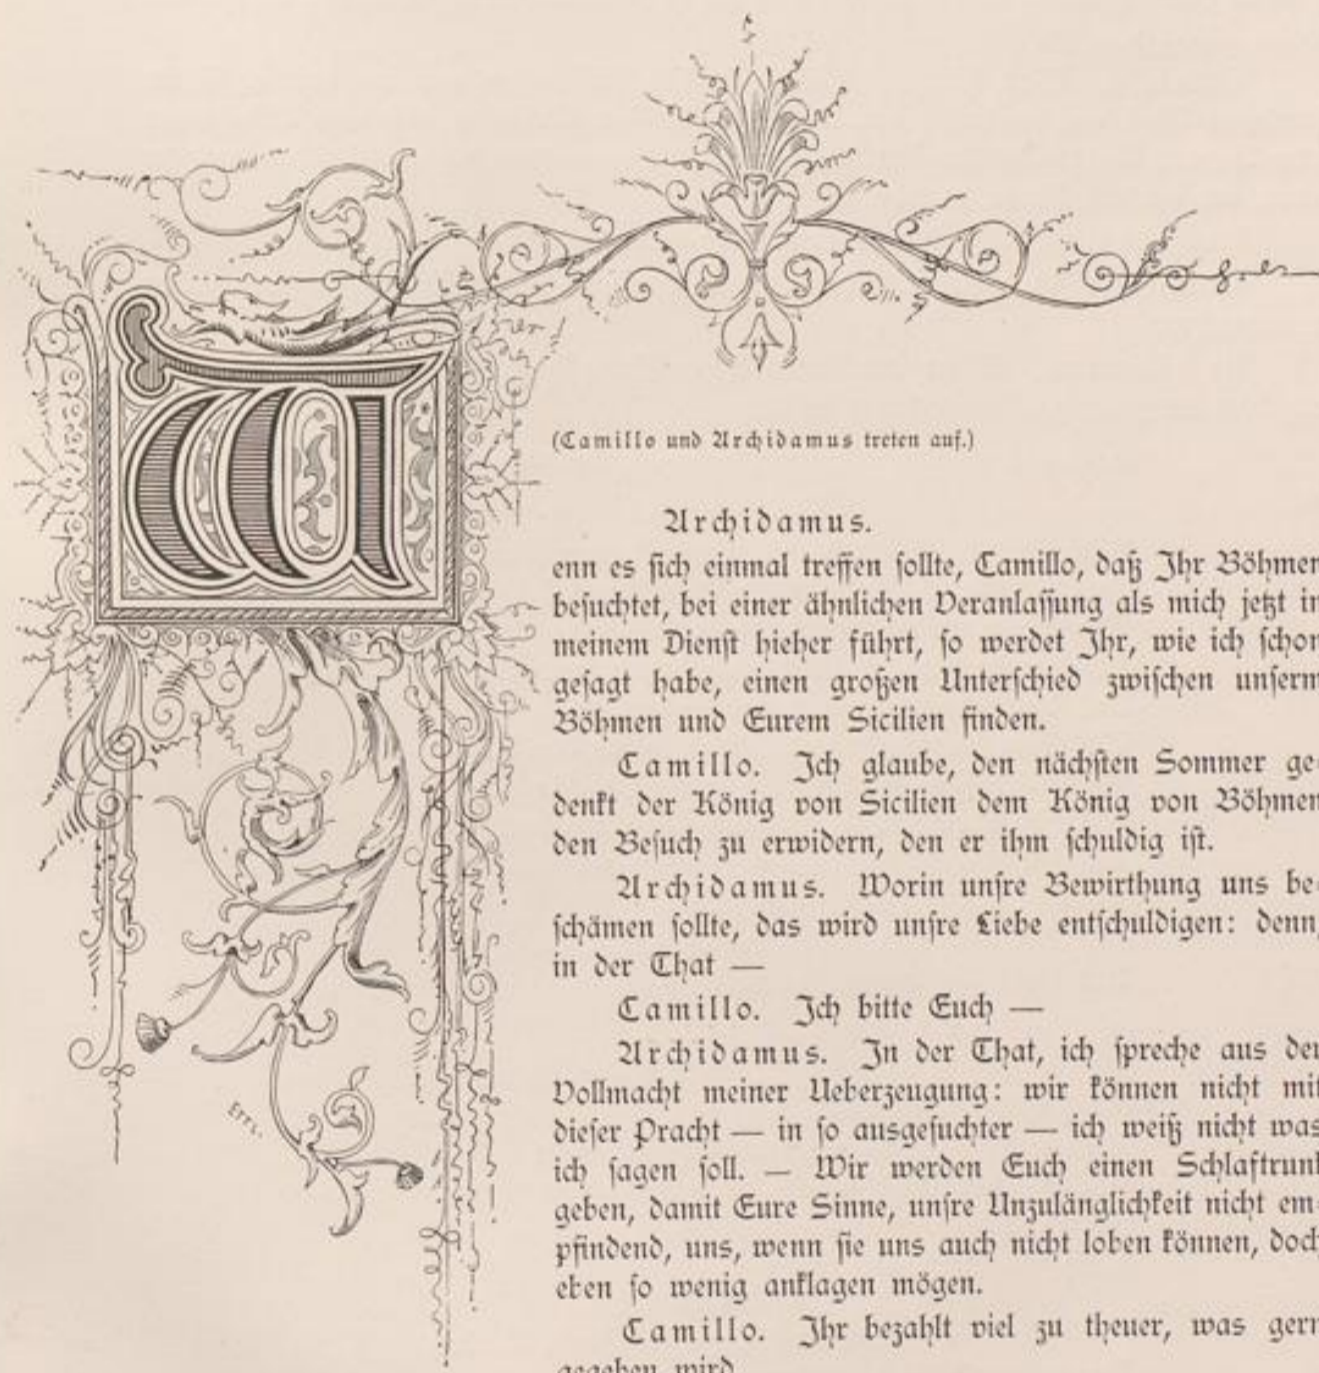 (Camillo und Archidamus treten auf.)
Archidamus.
Wenn es sich einmal treffen sollte, Camillo, daß Ihr Böhmen
besuchtet, bei einer ähnlichen Veranlassung als mich jetzt in
meinem Dienst hieher führt, so werdet Ihr, wie ich schon
gesagt habe, einen großen Unterschied zwischen unserm
Böhmen und Eurem Sicilien finden.
Camillo. Ich glaube, den nächsten Sommer ge-
denkt der König von Sicilien dem König von Böhmen
den Besuch zu erwidern, den er ihm schuldig ist.
Archidamus. Worin unsre Bewirthung uns be-
schämen sollte, das wird unsre Liebe entschuldigen: denn,
in der That —
Camillo. Ich bitte Euch —
Archidamus. In der That, ich spreche aus der
Vollmacht meiner Ueberzeugung: wir können nicht mit
dieser Pracht — in so ausgesuchter — ich weiß nicht was
ich sagen soll. — Wir werden Euch einen Schlaftrunk
geben, damit Eure Sinne, unsre Unzulänglichkeit nicht em-
pfindend, uns, wenn sie uns auch nicht loben können, doch
eben so wenig anklagen mögen.
Camillo. Ihr bezahlt viel zu theuer, was gern
gegeben wird.
ERTL.